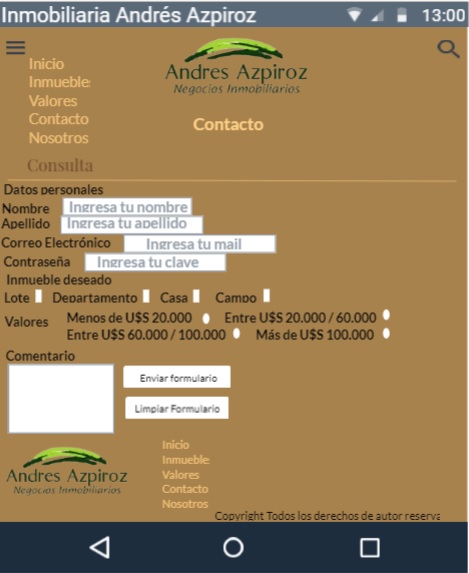 Inmobiliaria Andrés Azpiroz 13:00
Inicio
Inmueble
Valores
Contacto
Nosotros
Andres Azpiroz
Negocios Inmobiliarios
Contacto
Consulta
Datos personales
Nombre Ingresa tu nombre
Apellido Ingresa tu apellido
Correo Electrónico Ingresa tu mail
Contraseña Ingresa tu clave
Inmueble deseado
Lote Departamento Casa Campo
Valores Menos de U$S 20.000 Entre U$S 20.000 / 60.000
Entre U$S 60.000 / 100.000 Más de U$S 100.000
Comentario
Enviar formulario
Limpiar Formulario
Andres Azpiroz
Negocios Inmobiliarios
Inicio
Inmueble
Valores
Contacto
Nosotros
Copyright Todos los derechos de autor reserva